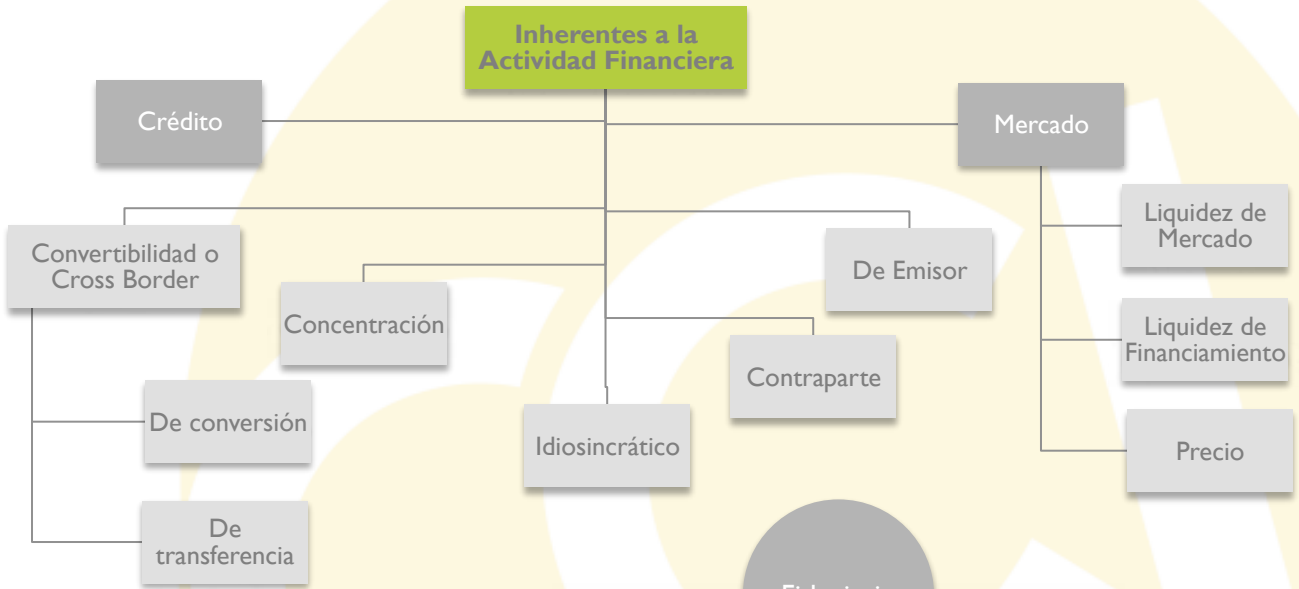 Inherentes a la
Actividad Financiera
Crédito
Mercado
Convertibilidad o
Cross Border
Concentración
Idiosincrático
Contraparte
De Emisor
Liquidez de
Mercado
Liquidez de
Financiamiento
Precio
De conversión
De
transferencia